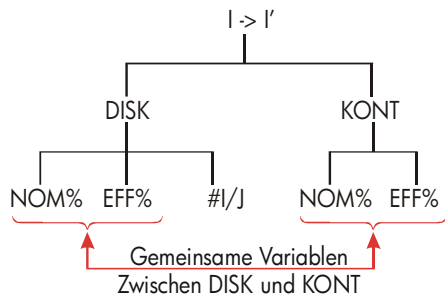 I -> I'
DISK KONT
NOM% EFF% #I/J NOM% EFF%
Gemeinsame Variablen
Zwischen DISK und KONT